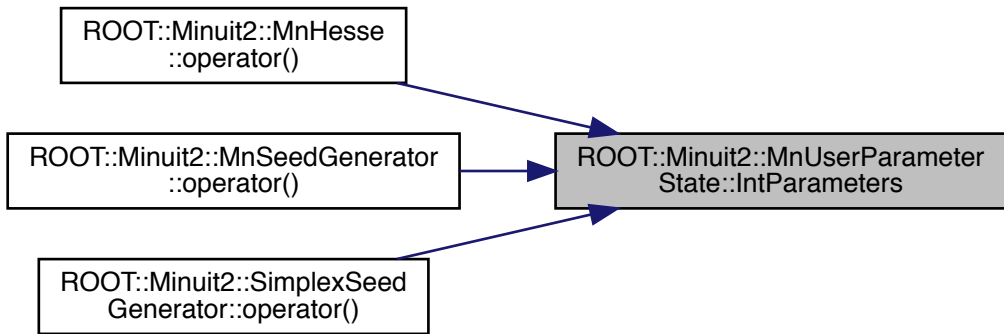 ROOT::Minuit2::MnHesse
::operator()
ROOT::Minuit2::MnSeedGenerator
::operator()
ROOT::Minuit2::SimplexSeed
Generator::operator()
ROOT::Minuit2::MnUserParameter
State::IntParameters